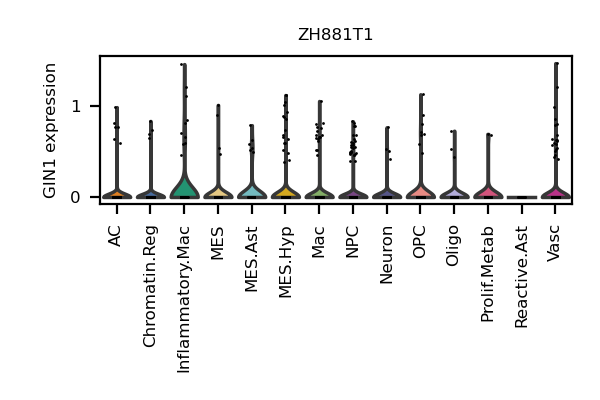 ZH881T1
GIN1 expression
1
0
AC
Chromatin.Reg
Inflammatory.Mac
MES
MES.Ast
MES.Hyp
Mac
NPC
Neuron
OPC
Oligo
Prolif.Metab
Reactive.Ast
Vasc